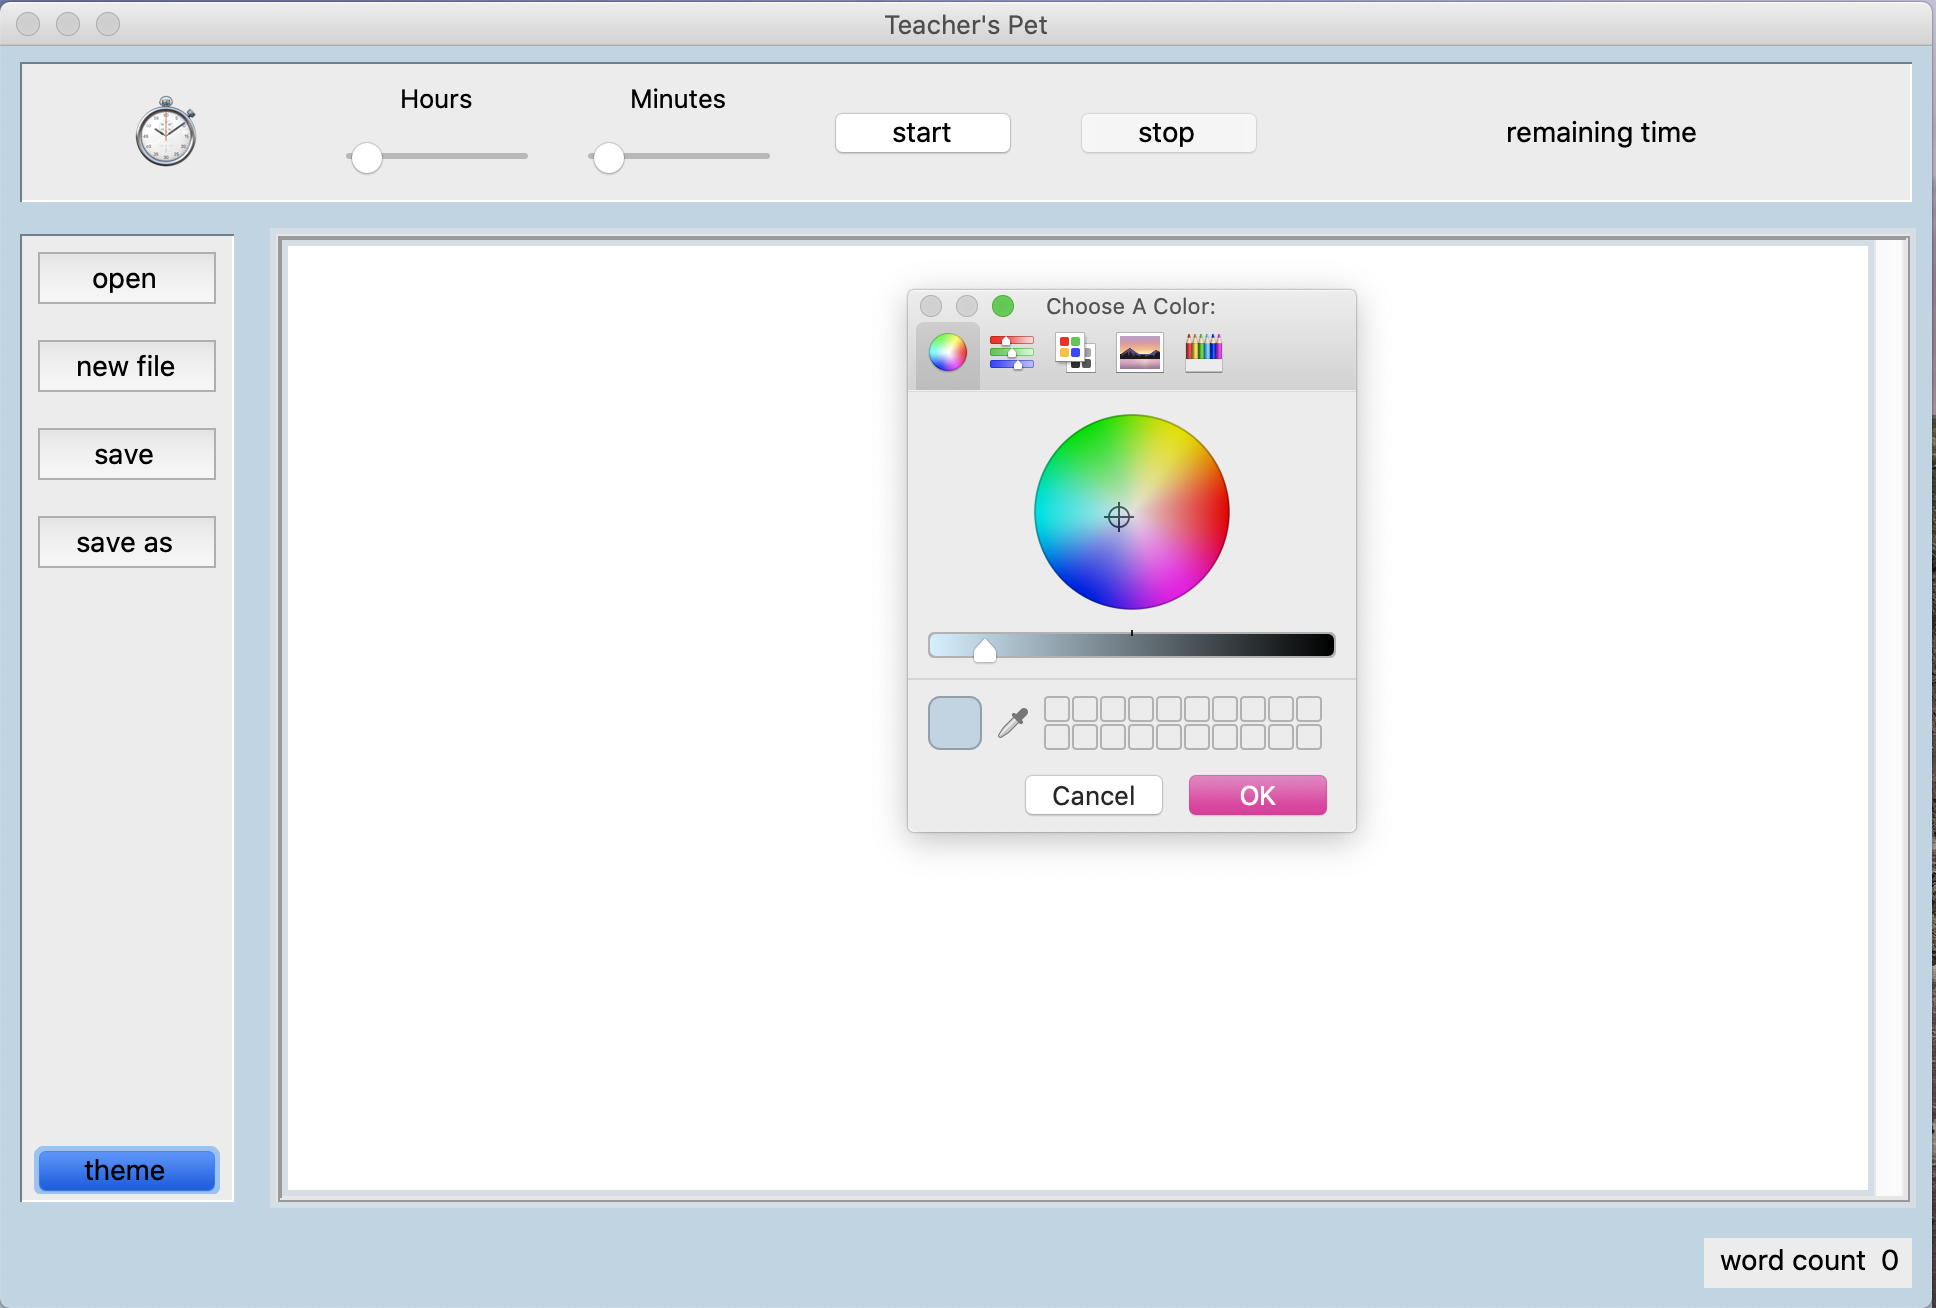 Teacher's Pet
Hours
Minutes
start
stop
remaining time
open
new file
save
save as
theme
Choose A Color:
Cancel
OK
word count 0